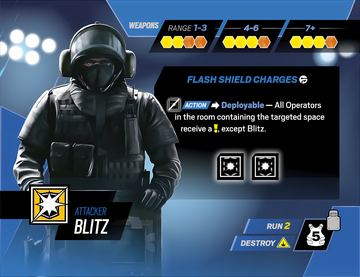 WEAPONS
RANGE 1-3
4-6
7+
FLASH SHIELD CHARGES
ACTION Deployable — All Operators
in the room containing the targeted space
receive a !, except Blitz.
ATTACKER
BLITZ
RUN 2
DESTROY
5